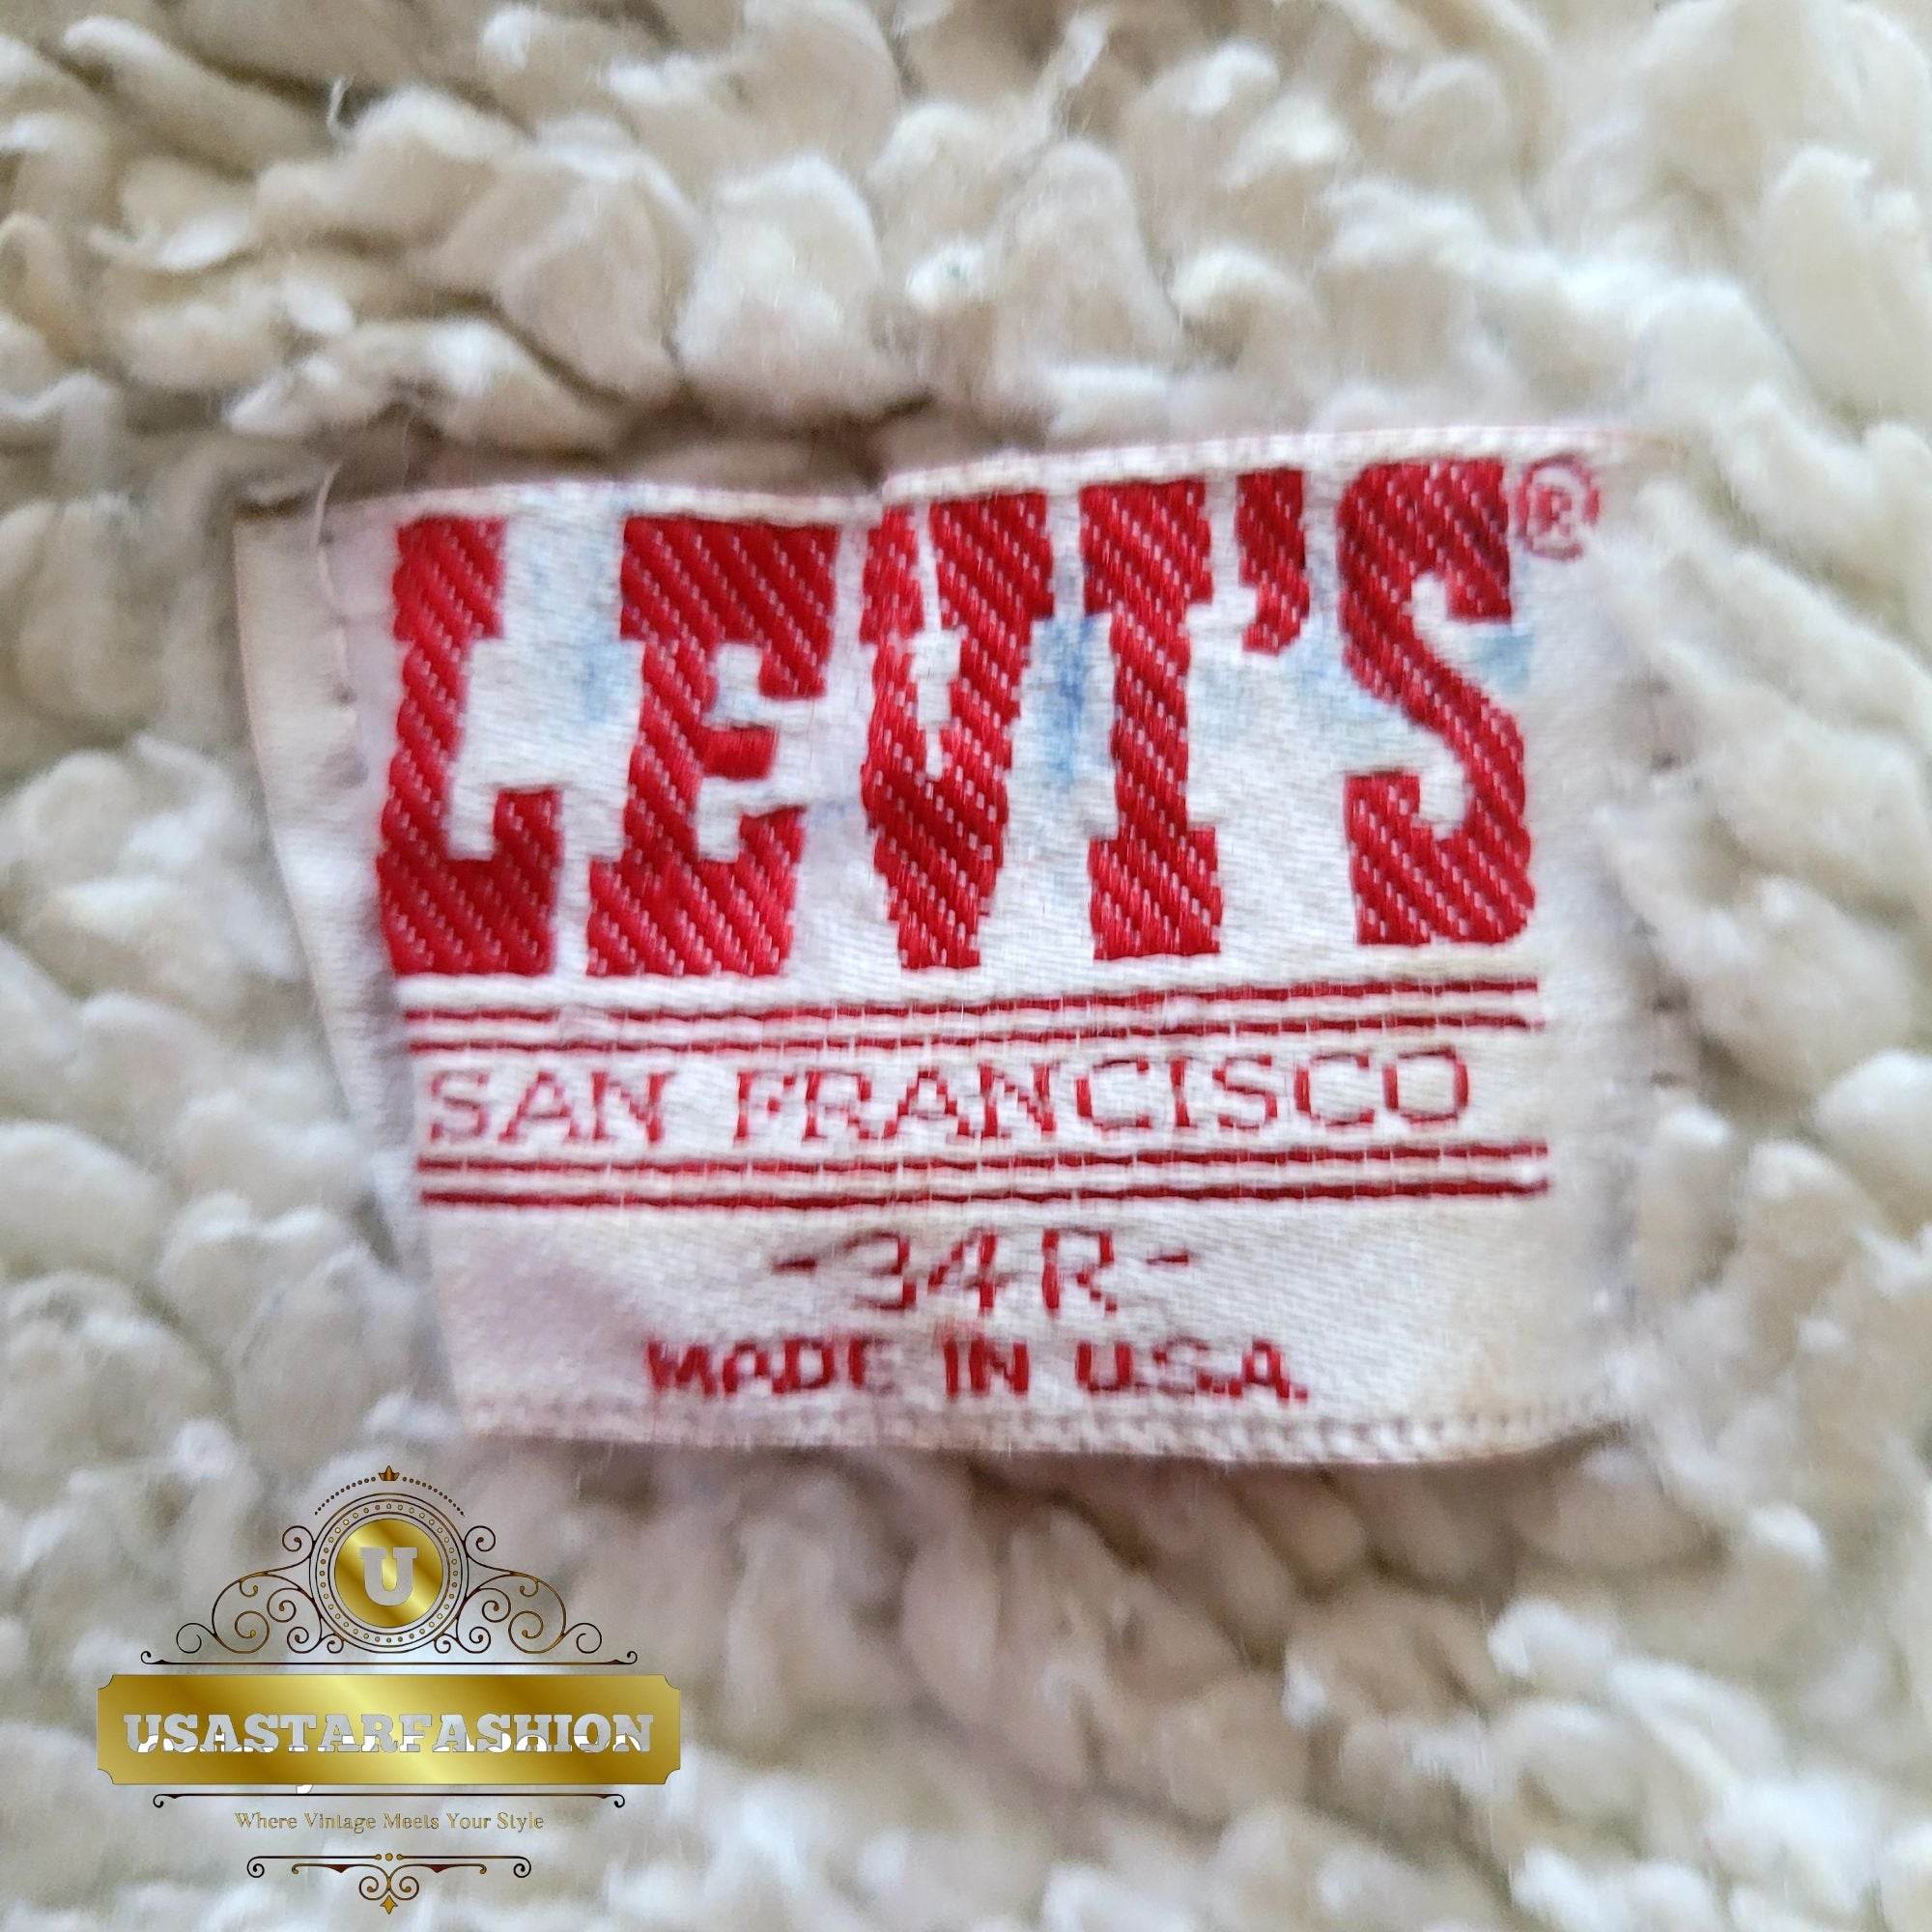 LEVI'S®
SAN FRANCISCO
-34R-
MADE IN U.S.A.
U
USASTARFASHION
Where Vintage Meets Your Style